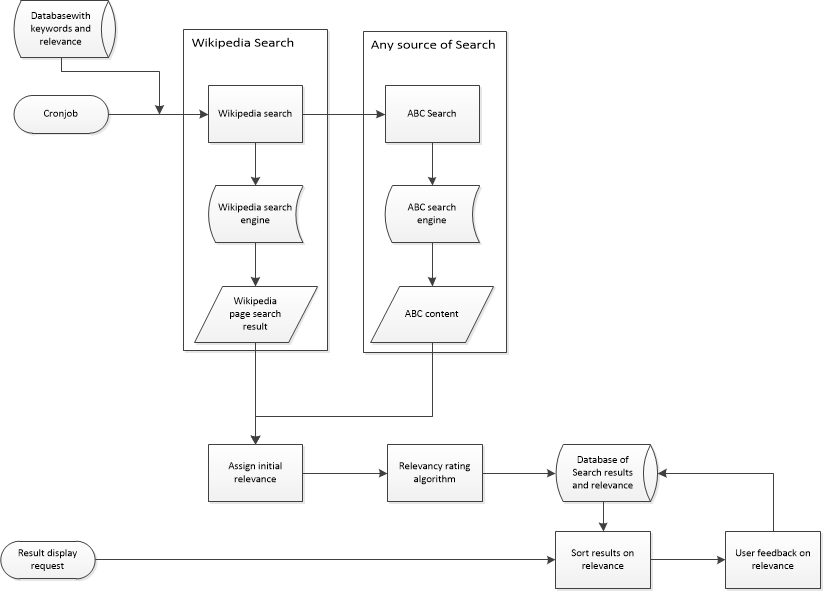 Databasewith
keywords and
relevance
Wikipedia Search
Any source of Search
Cronjob
Wikipedia search
ABC Search
Wikipedia search
engine
ABC search
engine
Wikipedia
page search
result
ABC content
Assign initial
relevance
Relevancy rating
algorithm
Database of
Search results
and relevance
Result display
request
Sort results on
relevance
User feedback on
relevance